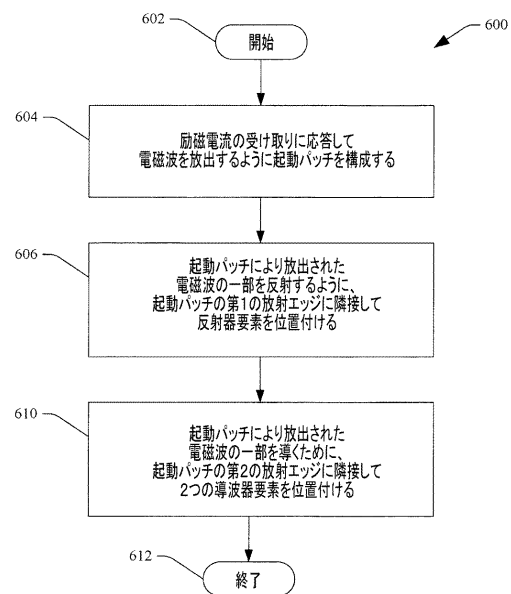 602
開始
600
604
励磁電流の受け取りに応答して
電磁波を放出するように起動パッチを構成する
606
起動パッチにより放出された
電磁波の一部を反射するように、
起動パッチの第1の放射エッジに隣接して
反射器要素を位置付ける
610
起動パッチにより放出された
電磁波の一部を導くために、
起動パッチの第2の放射エッジに隣接して
2つの導波器要素を位置付ける
612
終了